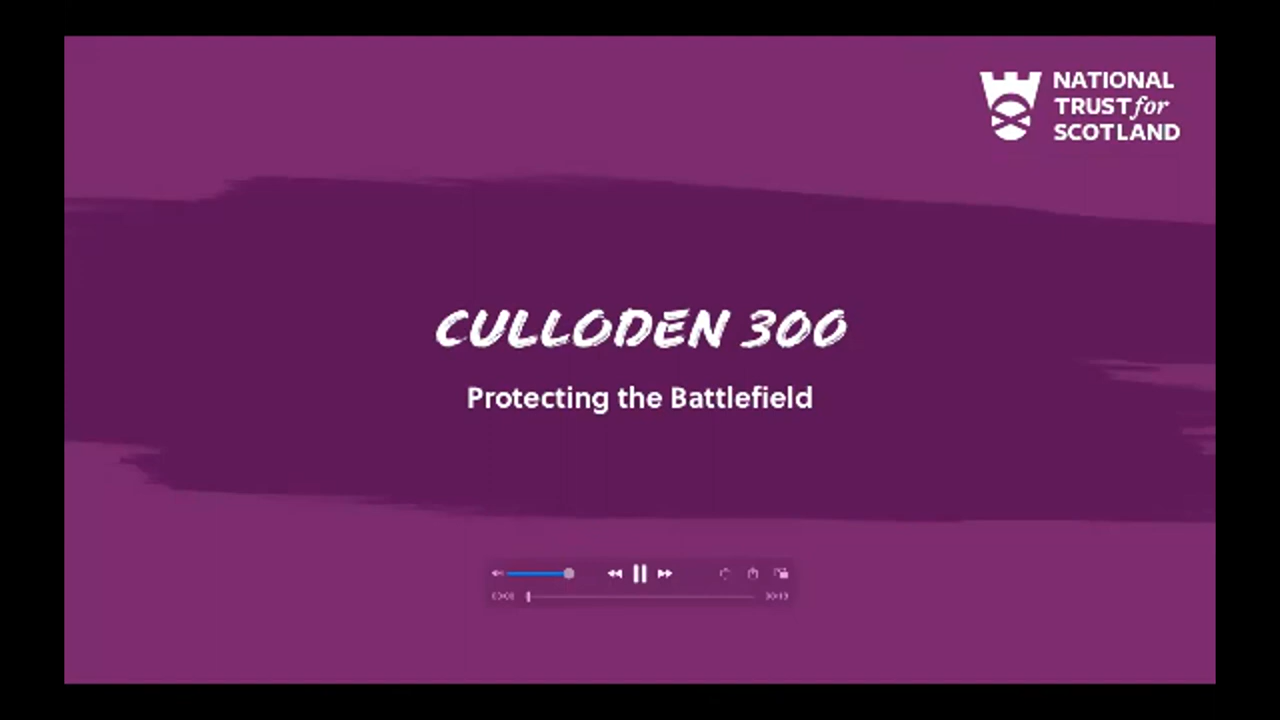 NATIONAL
TRUST for
SCOTLAND
CULLODEN 300
Protecting the Battlefield